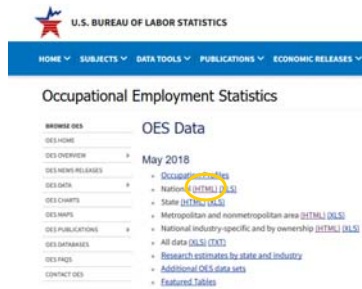 U.S. BUREAU OF LABOR STATISTICS
HOME SUBJECTS DATA TOOLS PUBLICATIONS ECONOMIC RELEASES
Occupational Employment Statistics
BROWSE OES
OES HOME
OES OVERVIEW
OES NEWS RELEASES
OES DATA
OES CHARTS
OES MAPS
OES PUBLICATIONS
OES DATABASES
OES FAQS
CONTACT OES
OES Data
May 2018
Occupation Profiles
National (HTML) (XLS)
State (HTML) (XLS)
Metropolitan and nonmetropolitan area (HTML) (XLS)
National industry-specific and by ownership (HTML) (XLS)
All data (XLS) (TXT)
Research estimates by state and industry
Additional OES data sets
Featured Tables